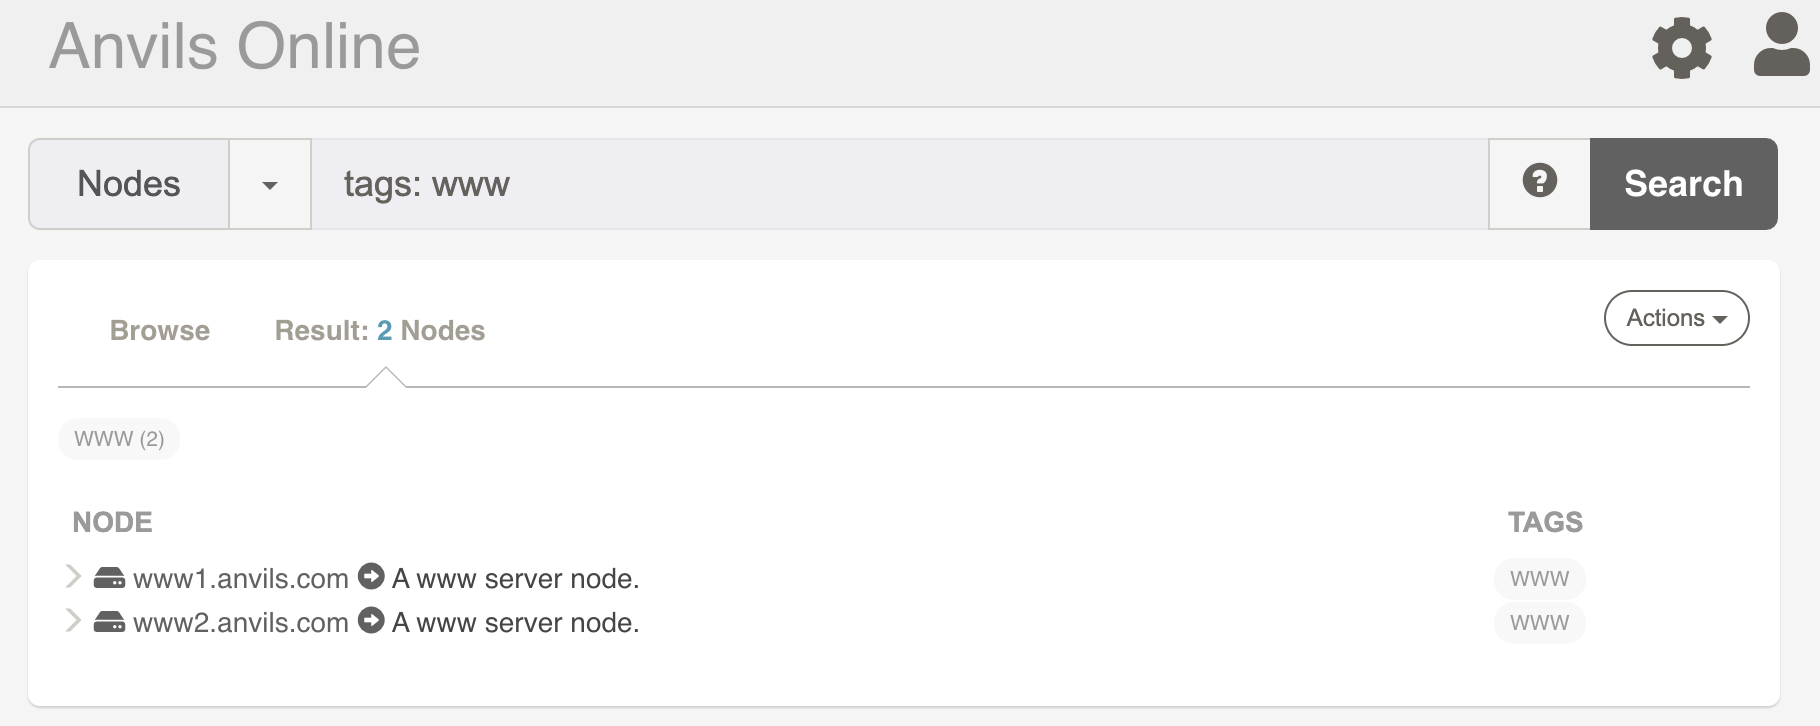 Anvils Online
Nodes tags: www ? Search
Browse Result: 2 Nodes Actions
www (2)
NODE TAGS
www1.anvils.com A www server node. www
www2.anvils.com A www server node. www